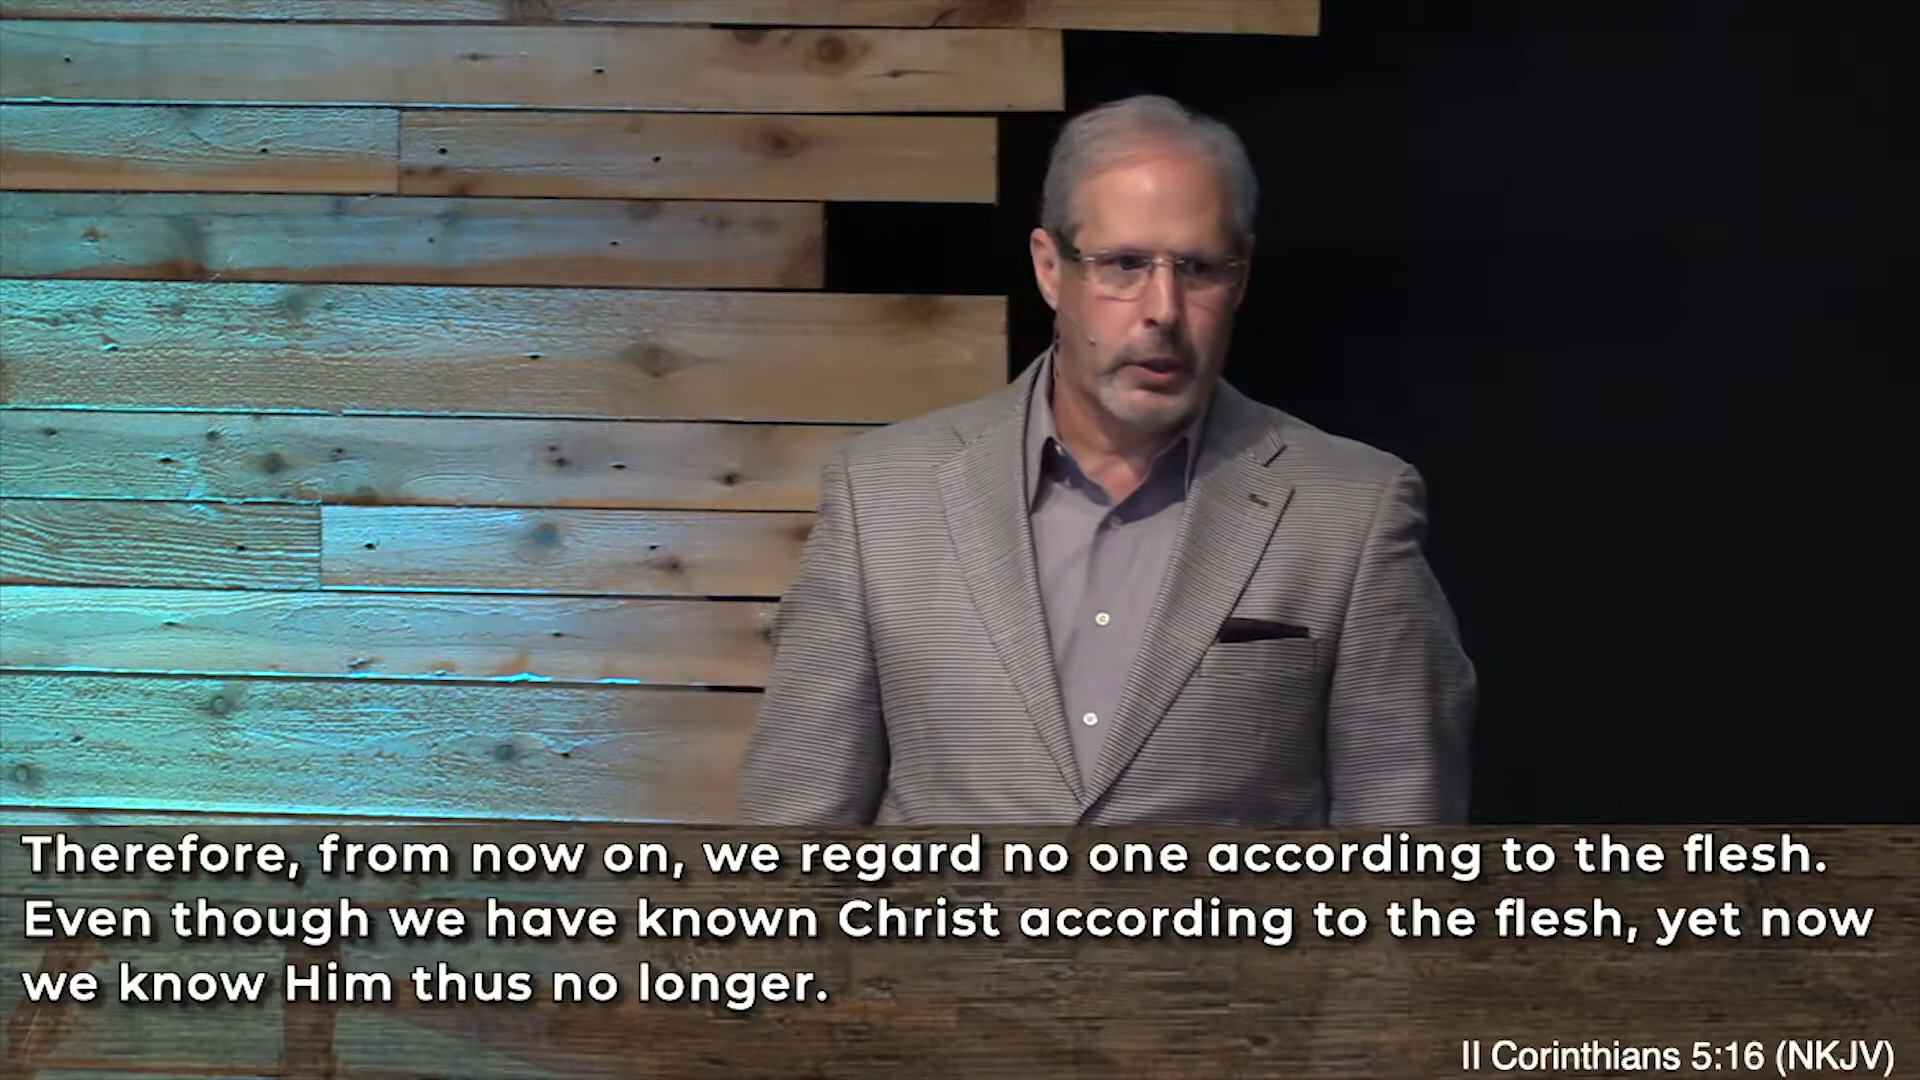 Therefore, from now on, we regard no one according to the flesh.
Even though we have known Christ according to the flesh, yet now
we know Him thus no longer.
II Corinthians 5:16 (NKJV)